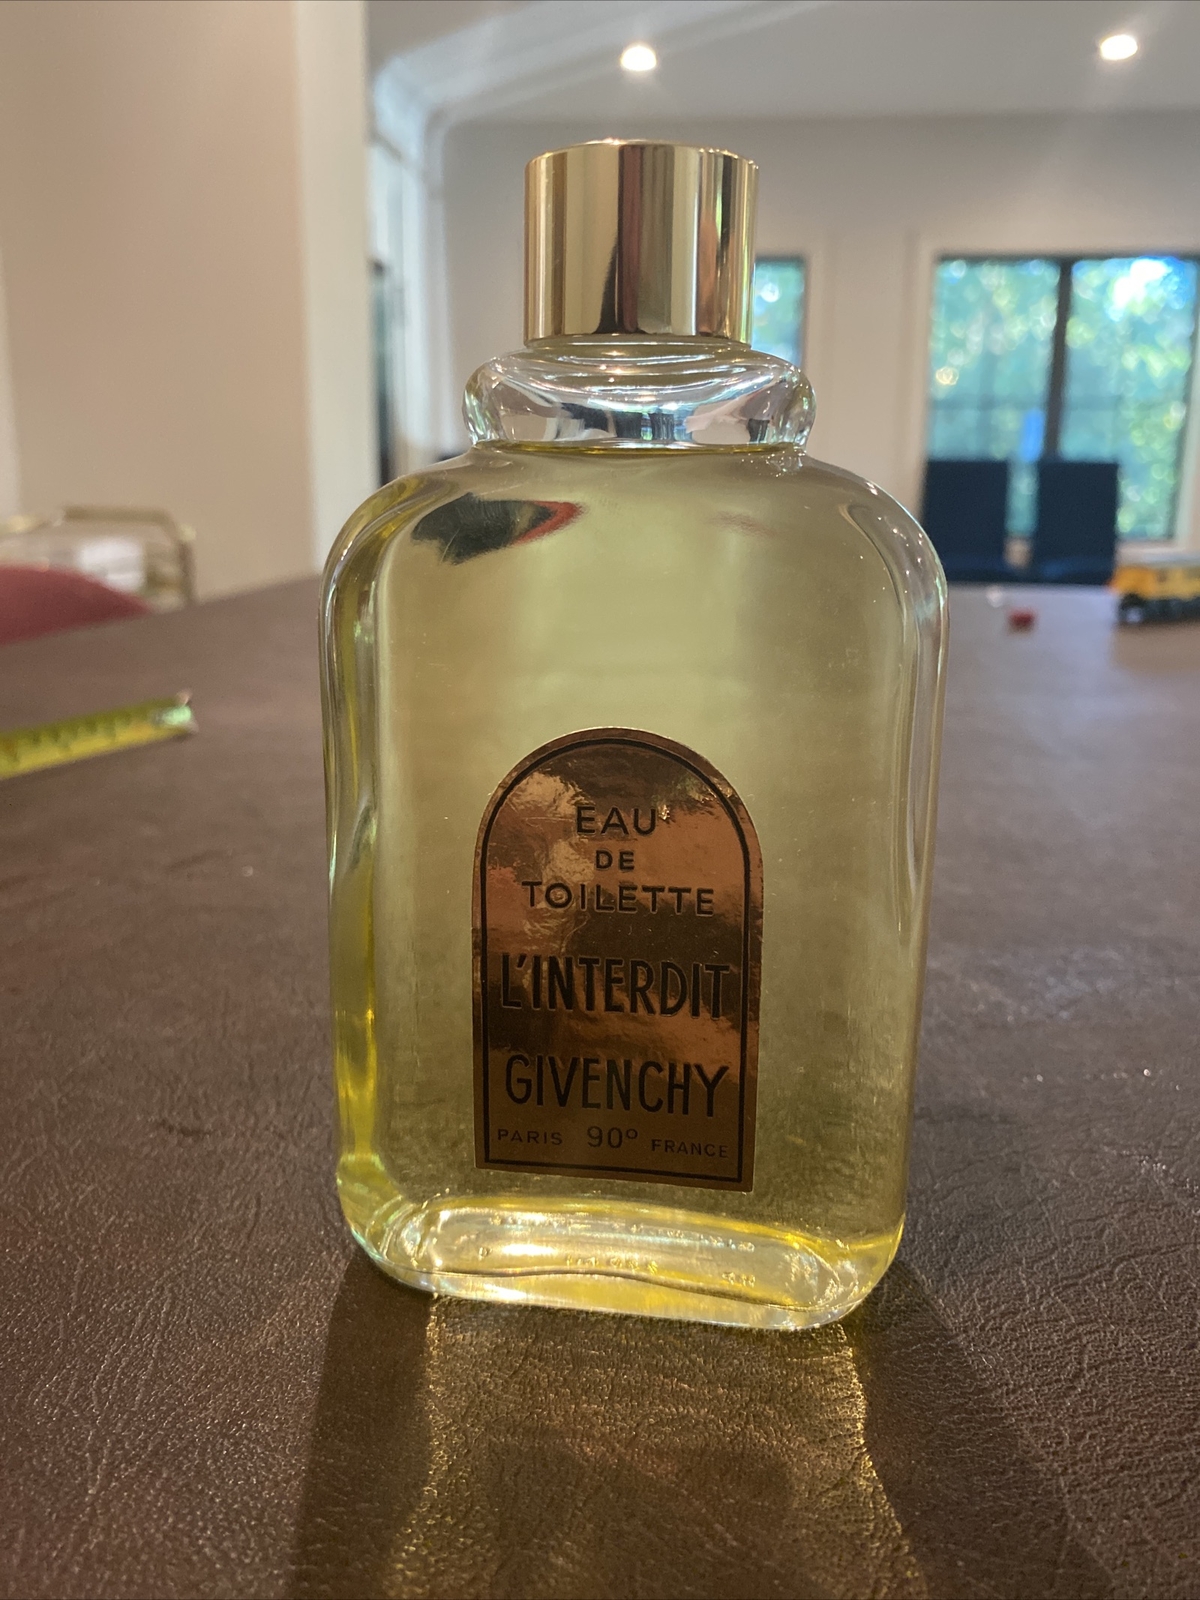 EAU
DE
TOILETTE
L'INTERDIT
GIVENCHY
PARIS 90° FRANCE